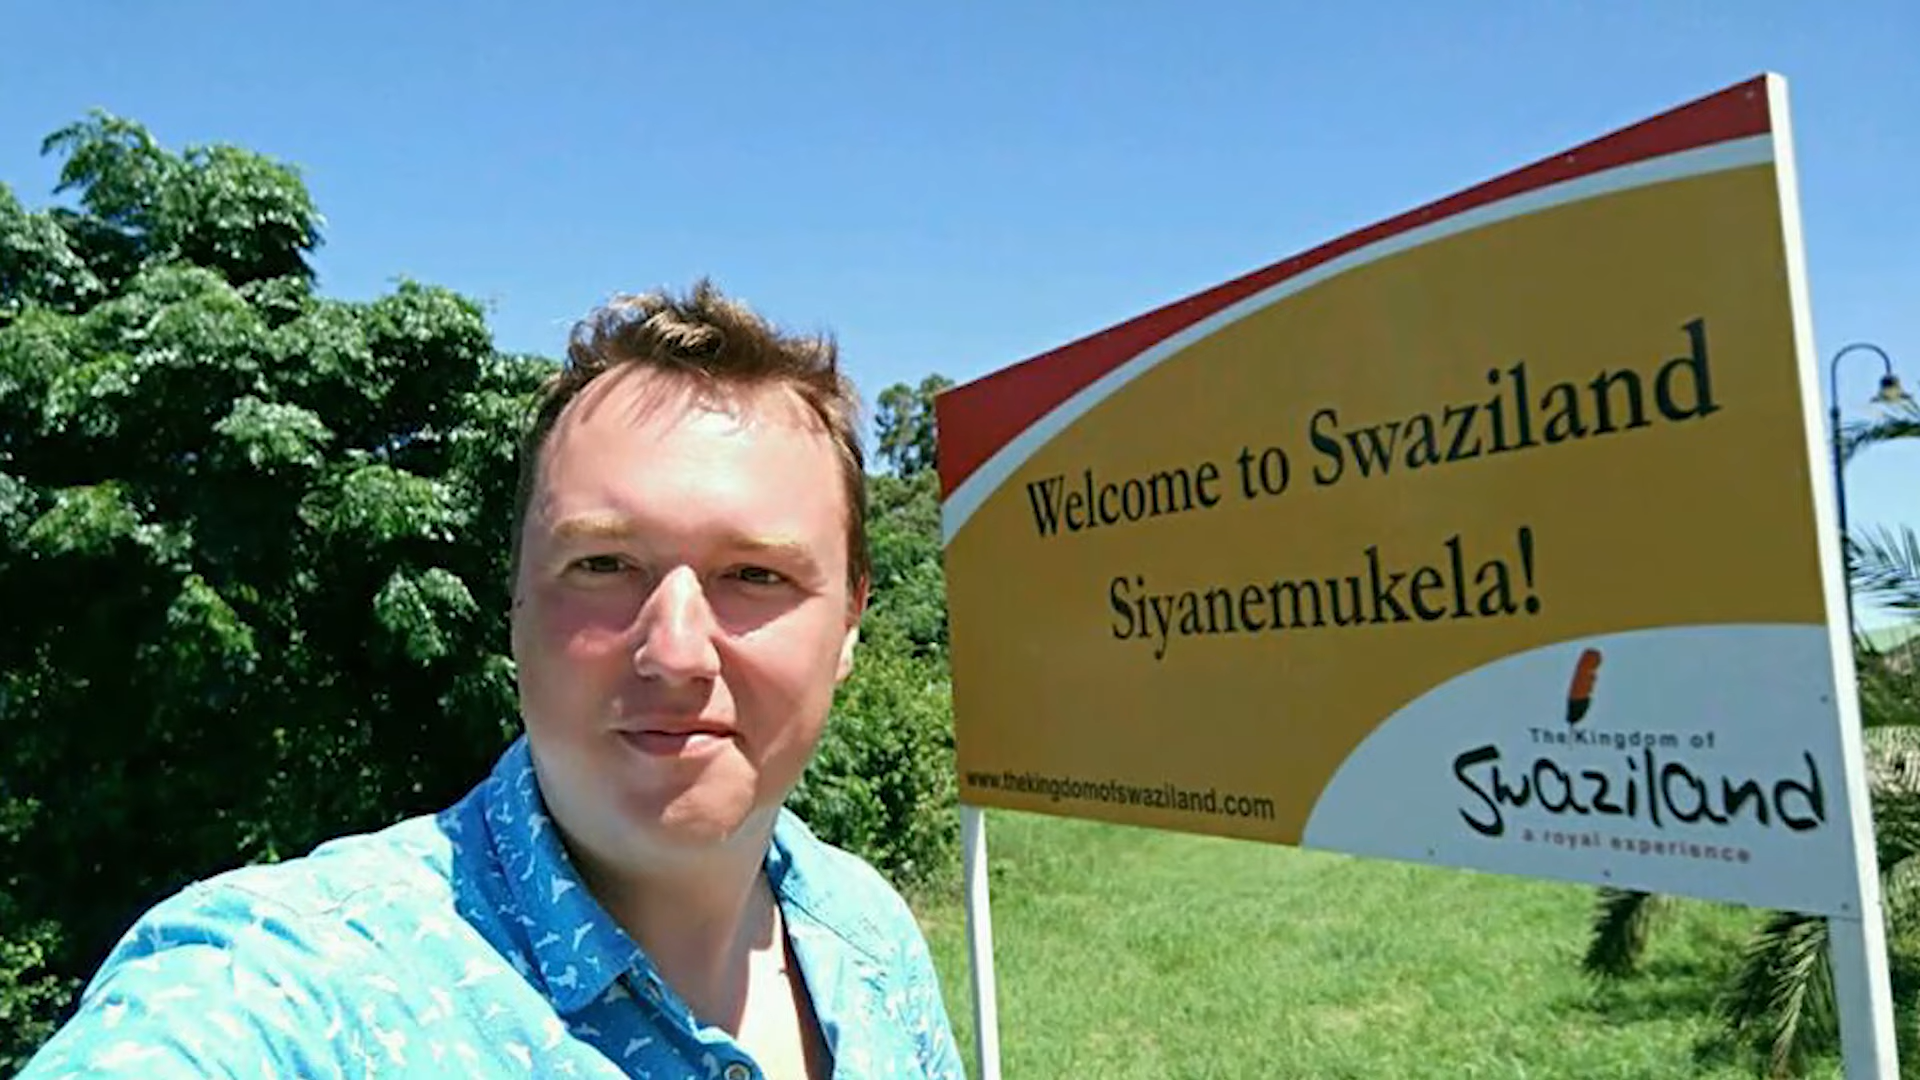 Welcome to Swaziland
Siyanemukela!
www.thekingdomofswaziland.com
The Kingdom of
Swaziland
a royal experience